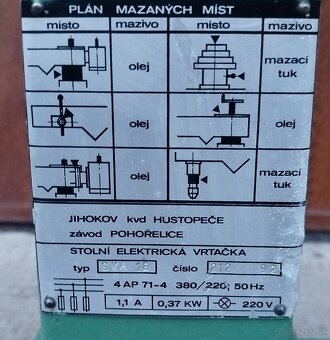 PLÁN MAZANÝCH MÍST
místo mazivo místo mazivo
olej mazací tuk
olej olej
olej mazací tuk
JIHOKOV kvd HUSTOPEČE
závod POHOŘELICE
STOLNÍ ELEKTRICKÁ VRTAČKA
typ číslo
4 AP 71-4 380/220; 50Hz
1,1 A 0,37 KW 220 V